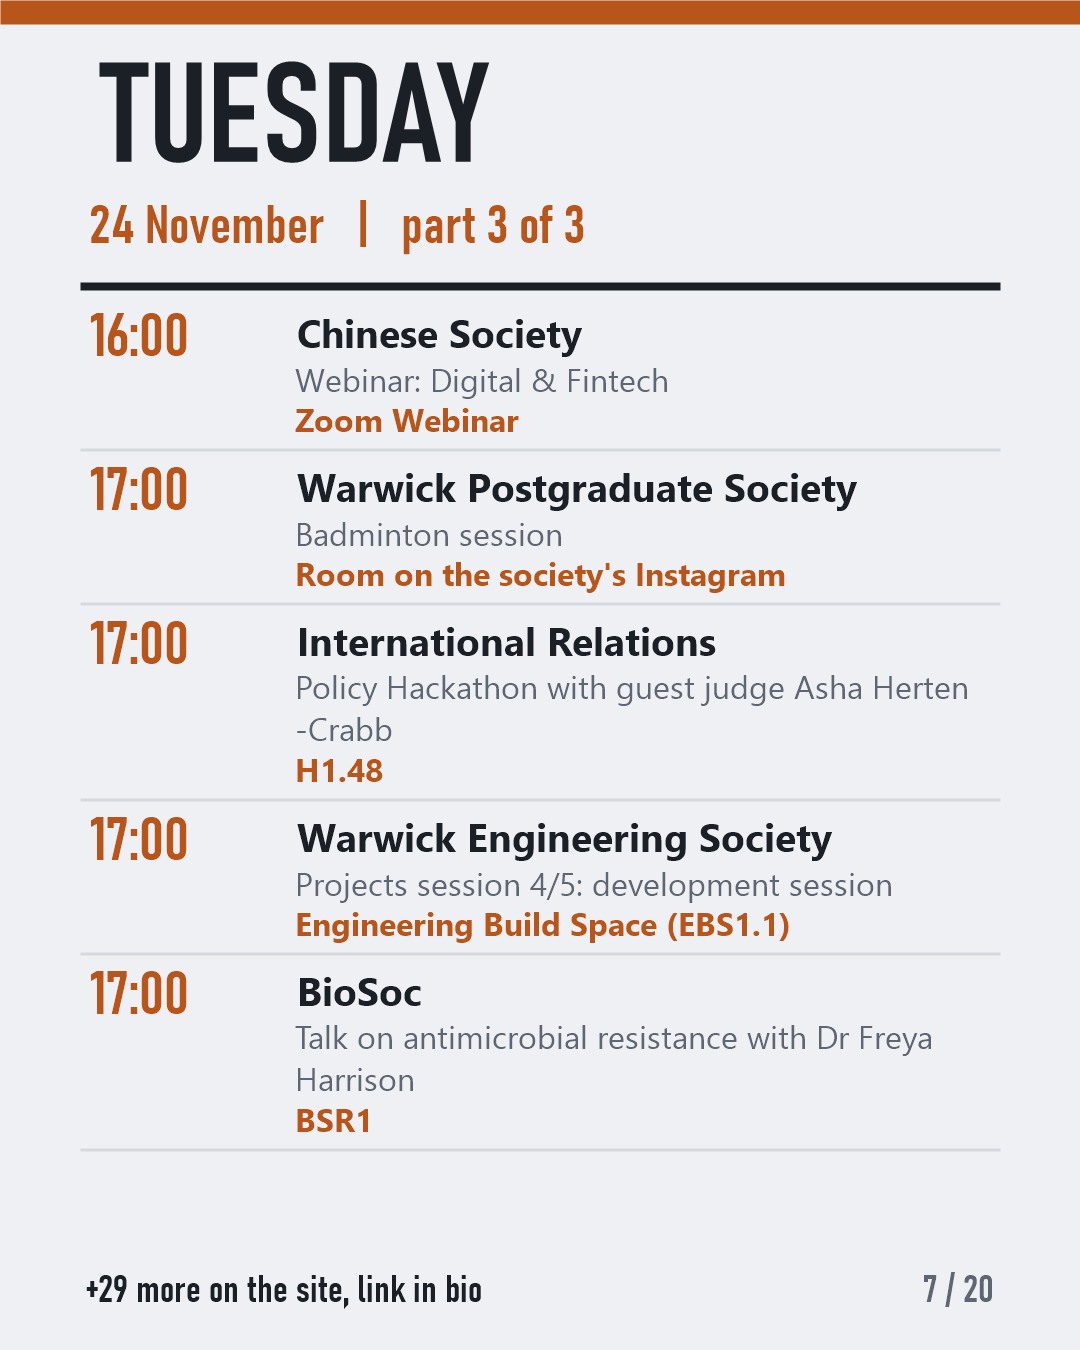 TUESDAY
24 November | part 3 of 3
16:00
Chinese Society
Webinar: Digital & Fintech
Zoom Webinar
17:00
Warwick Postgraduate Society
Badminton session
Room on the society's Instagram
17:00
International Relations
Policy Hackathon with guest judge Asha Herten
-Crabb
H1.48
17:00
Warwick Engineering Society
Projects session 4/5: development session
Engineering Build Space (EBS1.1)
17:00
BioSoc
Talk on antimicrobial resistance with Dr Freya
Harrison
BSR1
+29 more on the site, link in bio
7 / 20